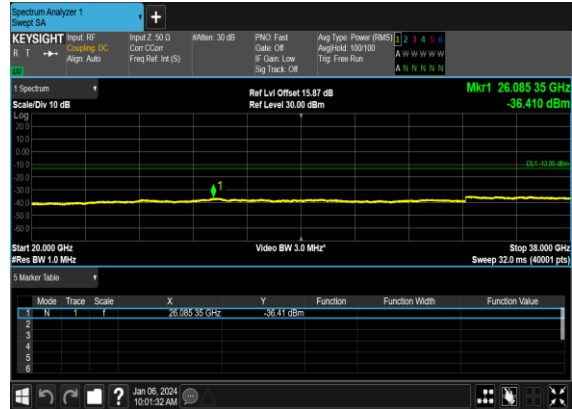 Spectrum Analyzer 1
Swept SA
+
KEYSIGHT Input: RF Input Z: 50 Ω #Atten: 30 dB PNO: Fast Avg Type: Power (RMS) 1 2 3 4 5 6
R T Coupling: DC Corr CCorr Gate: Off Avg|Hold: 100/100 A W W W W W
Align: Auto Freq Ref: Int (S) IF Gain: Low Trig: Free Run
Sig Track: Off A N N N N N
1 Spectrum Ref Lvl Offset 15.87 dB Mkr1 26.085 35 GHz
Scale/Div 10 dB Ref Level 30.00 dBm -36.410 dBm
Log
20.0
10.0
0.00
-10.0
DL1 -13.00 dBm
-20.0
-30.0
1
-40.0
-50.0
-60.0
Start 20.000 GHz Video BW 3.0 MHz* Stop 38.000 GHz
#Res BW 1.0 MHz Sweep 32.0 ms (40001 pts)
5 Marker Table
Mode Trace Scale X Y Function Function Width Function Value
1 N 1 f 26.085 35 GHz -36.41 dBm
2
3
4
5
6
? Jan 06, 2024
10:01:32 AM